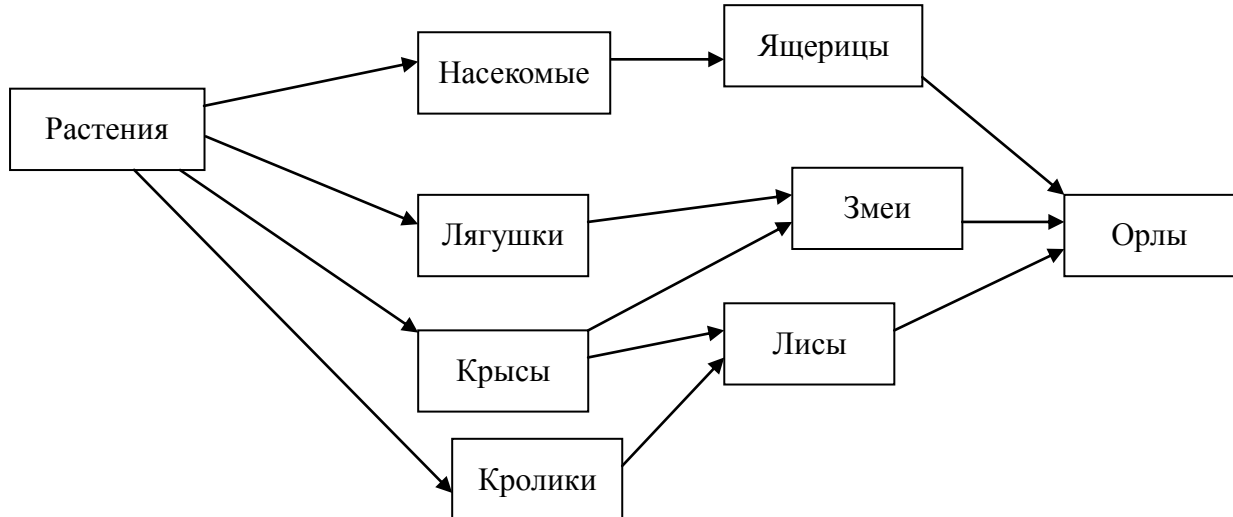 Растения
Насекомые
Ящерицы
Лягушки
Змеи
Орлы
Крысы
Лисы
Кролики